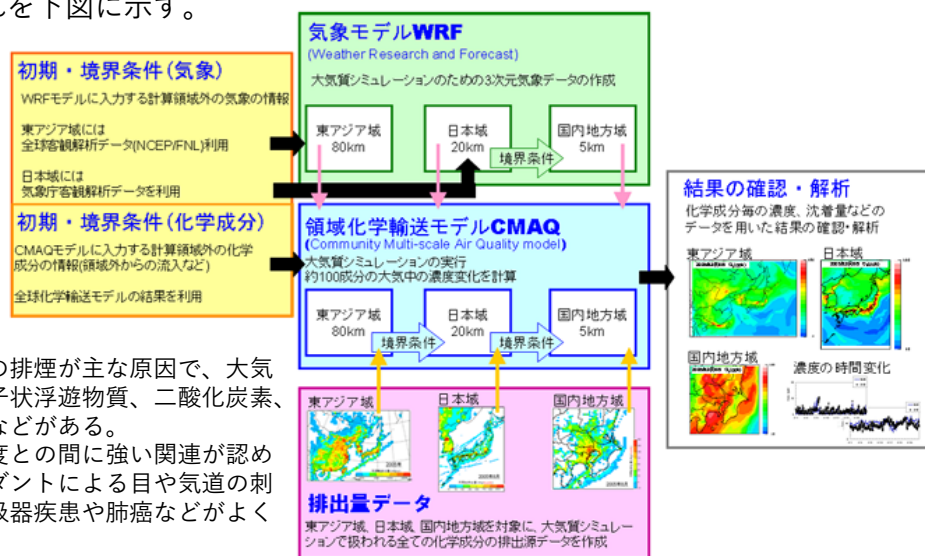 れを下図に示す。
気象モデルWRF
(Weather Research and Forecast)
大気質シミュレーションのための3次元気象データの作成
東アジア域
80km
日本域
20km
国内地方域
5km
境界条件
初期・境界条件(気象)
WRFモデルに入力する計算領域外の気象の情報
東アジア域には
全球客観解析データ(NCEP/FNL)利用
日本域には
気象庁客観解析データを利用
初期・境界条件(化学成分)
CMAQモデルに入力する計算領域外の化学
成分の情報(領域外からの流入など)
全球化学輸送モデルの結果を利用
領域化学輸送モデルCMAQ
(Community Multi-scale Air Quality model)
大気質シミュレーションの実行
約100成分の大気中の濃度変化を計算
東アジア域
80km
境界条件
日本域
20km
境界条件
国内地方域
5km
結果の確認・解析
化学成分毎の濃度、沈着量などの
データを用いた結果の確認・解析
東アジア域
日本域
国内地方域
濃度の時間変化
の排煙が主な原因で、大気
子状浮遊物質、二酸化炭素、
などがある。
度との間に強い関連が認め
ダントによる目や気道の刺
吸器疾患や肺癌などがよく
東アジア域
日本域
国内地方域
排出量データ
東アジア域、日本域、国内地方域を対象に、大気質シミュレー
ションで扱われる全ての化学成分の排出源データを作成